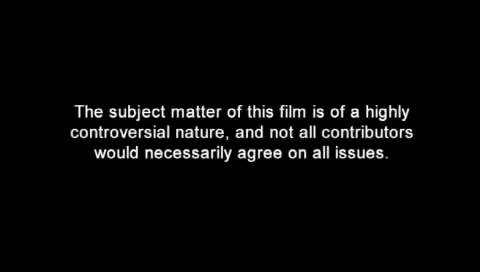 The subject matter of this film is of a highly
controversial nature, and not all contributors
would necessarily agree on all issues.